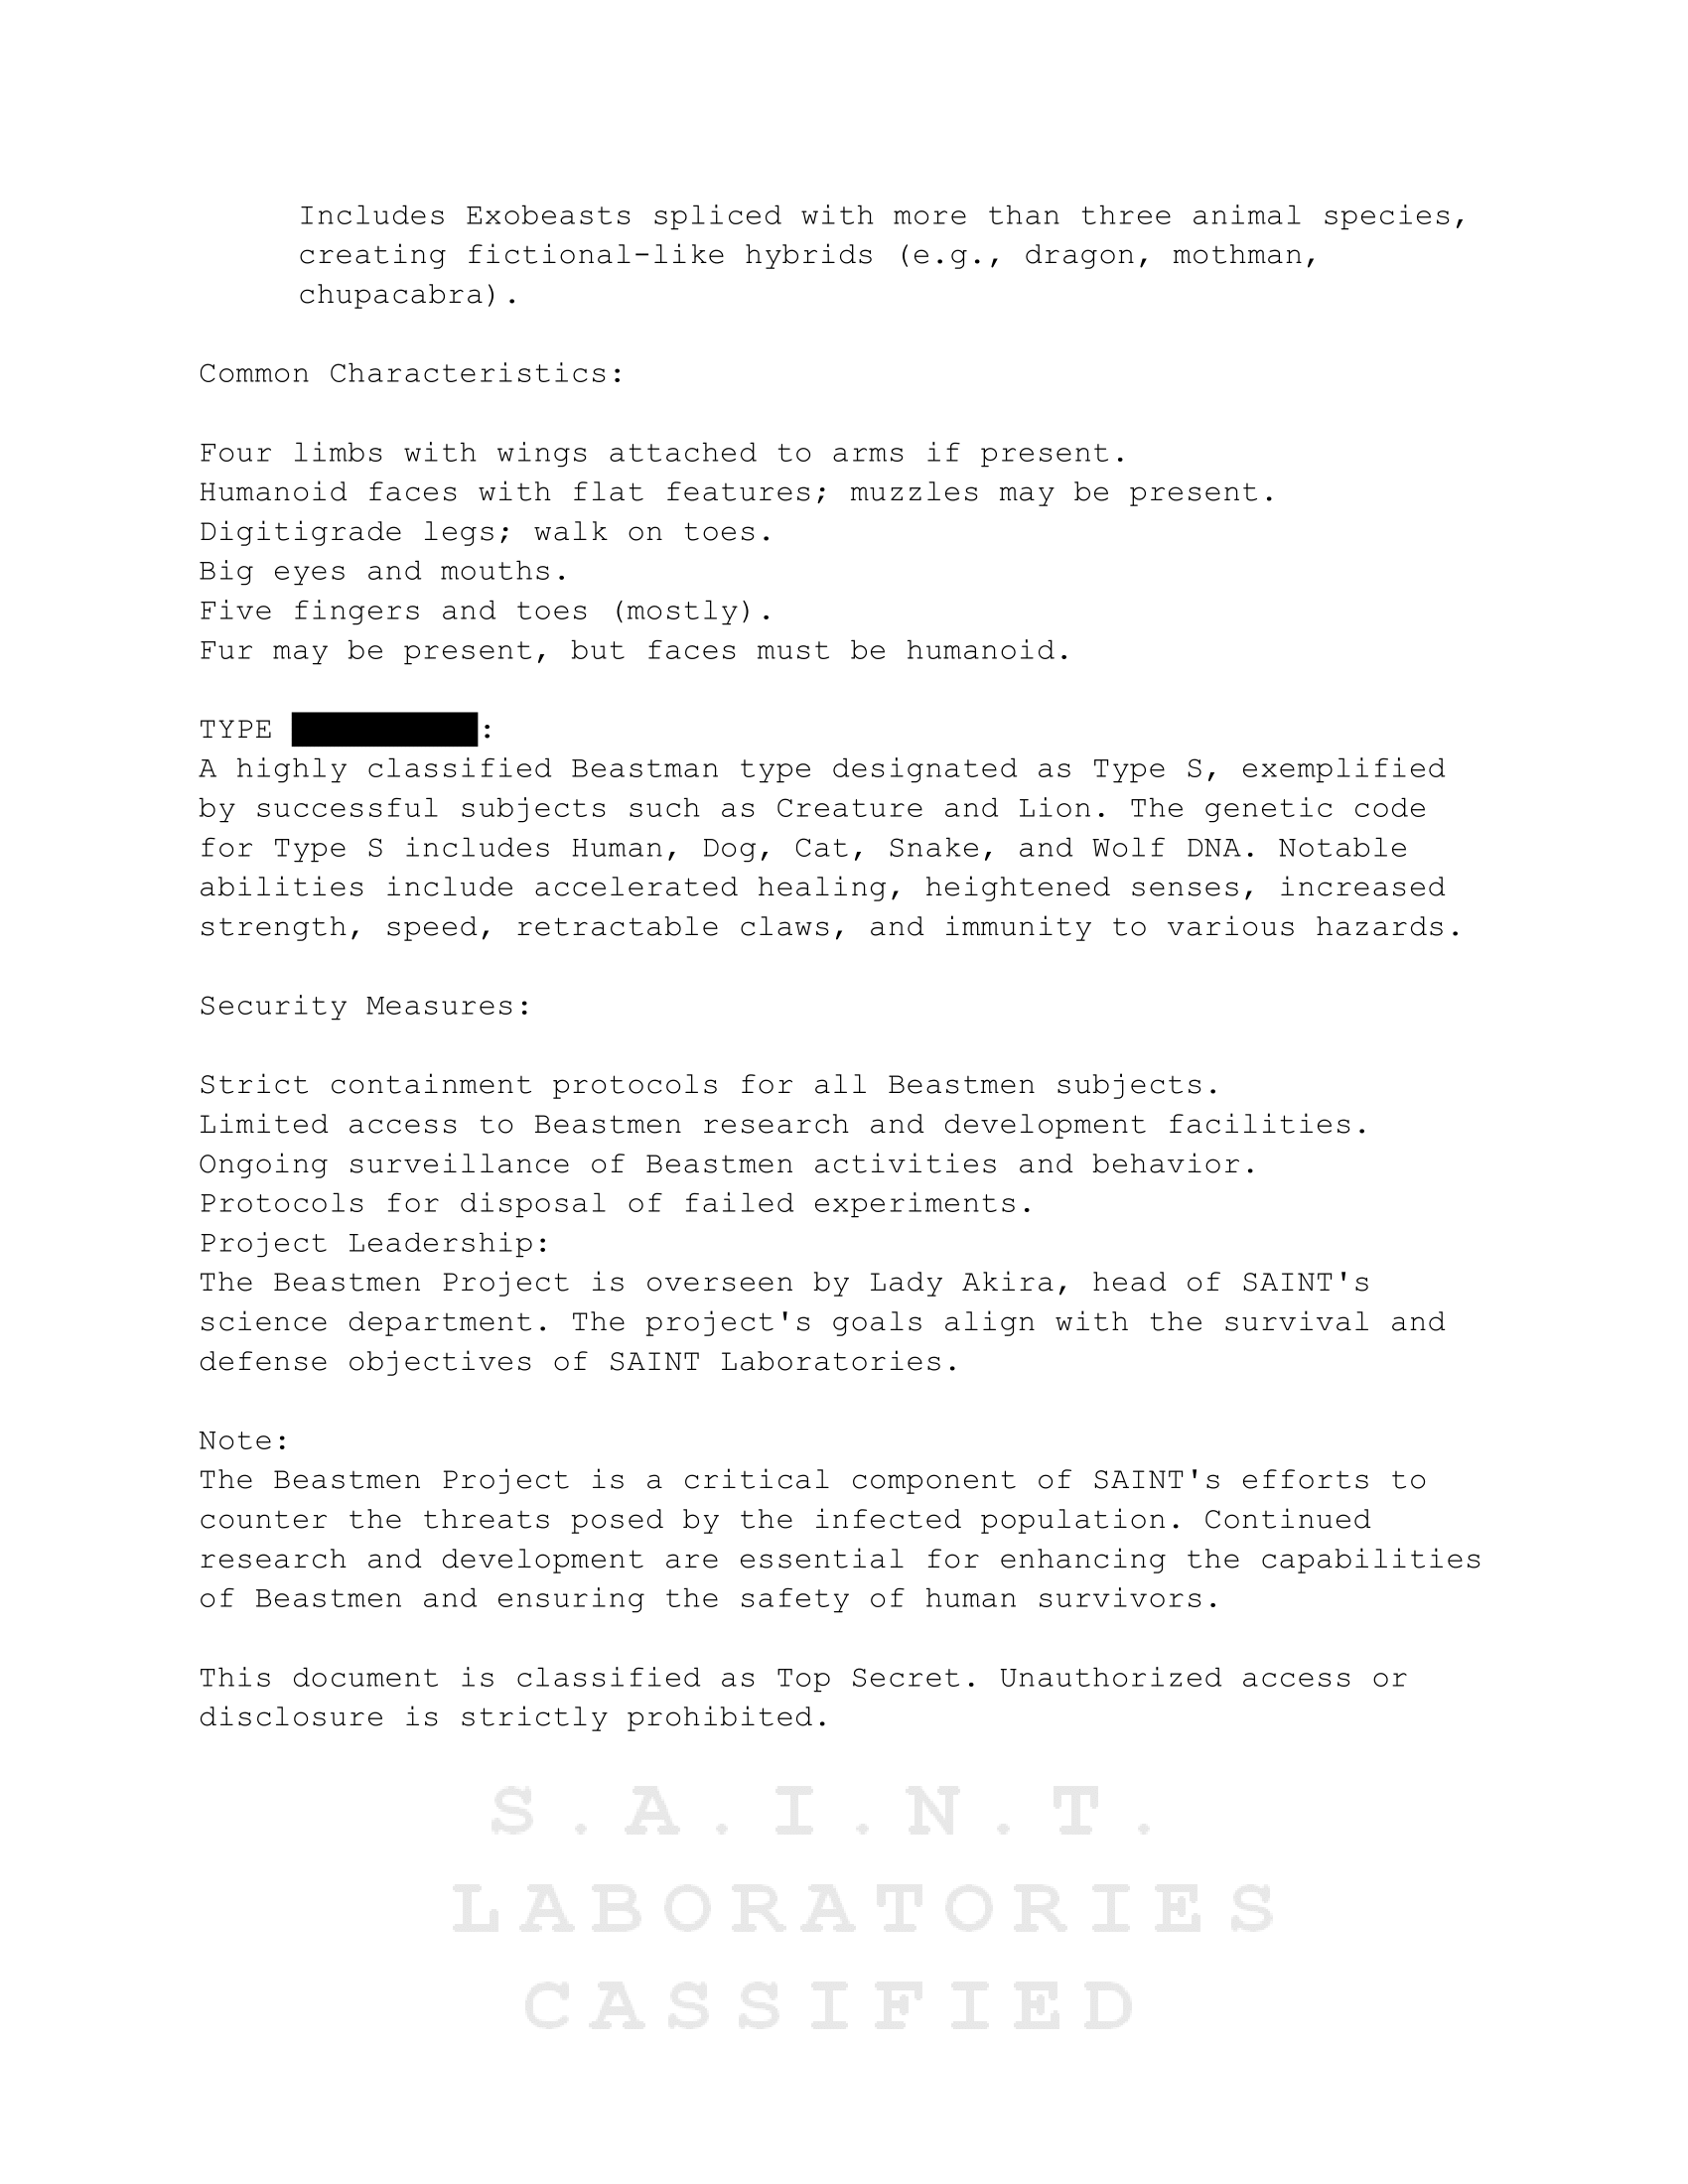 Includes Exobeasts spliced with more than three animal species,
creating fictional-like hybrids (e.g., dragon, mothman,
chupacabra).
Common Characteristics:
Four limbs with wings attached to arms if present.
Humanoid faces with flat features; muzzles may be present.
Digitigrade legs; walk on toes.
Big eyes and mouths.
Five fingers and toes (mostly).
Fur may be present, but faces must be humanoid.
TYPE :
A highly classified Beastman type designated as Type S, exemplified
by successful subjects such as Creature and Lion. The genetic code
for Type S includes Human, Dog, Cat, Snake, and Wolf DNA. Notable
abilities include accelerated healing, heightened senses, increased
strength, speed, retractable claws, and immunity to various hazards.
Security Measures:
Strict containment protocols for all Beastmen subjects.
Limited access to Beastmen research and development facilities.
Ongoing surveillance of Beastmen activities and behavior.
Protocols for disposal of failed experiments.
Project Leadership:
The Beastmen Project is overseen by Lady Akira, head of SAINT's
science department. The project's goals align with the survival and
defense objectives of SAINT Laboratories.
Note:
The Beastmen Project is a critical component of SAINT's efforts to
counter the threats posed by the infected population. Continued
research and development are essential for enhancing the capabilities
of Beastmen and ensuring the safety of human survivors.
This document is classified as Top Secret. Unauthorized access or
disclosure is strictly prohibited.
S.A.I.N.T.
LABORATORIES
CASSIFIED